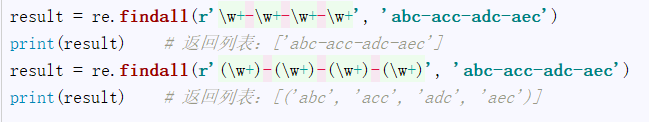 result = re.findall(r'\w+-\w+-\w+-\w+', 'abc-acc-adc-aec')
print(result)    # 返回列表：['abc-acc-adc-aec']
result = re.findall(r'(\w+)-(\w+)-(\w+)-(\w+)', 'abc-acc-adc-aec')
print(result)    # 返回列表：[('abc', 'acc', 'adc', 'aec')]